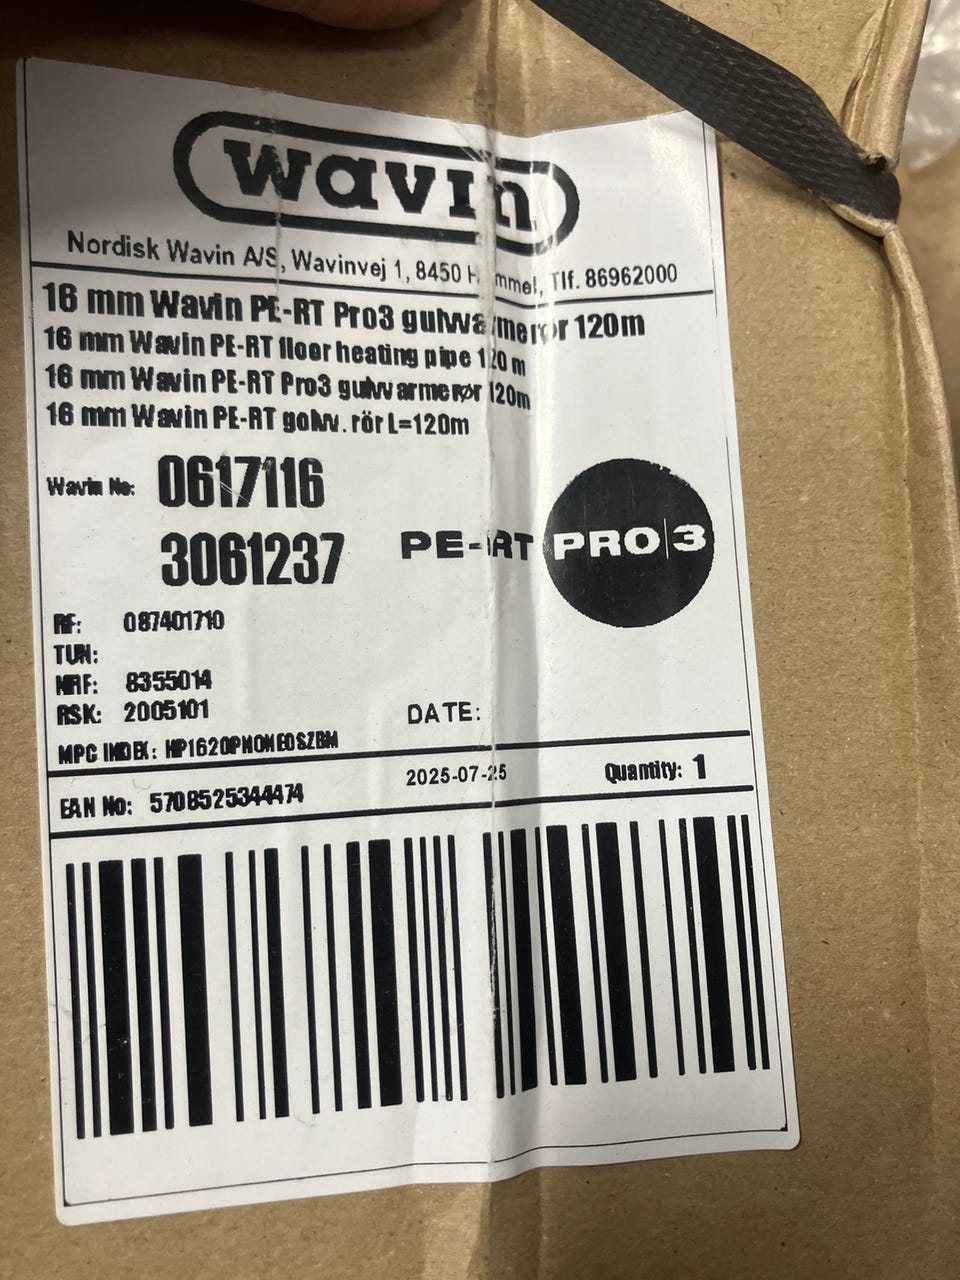 wavin
Nordisk Wavin A/S, Wavinvej 1, 8450 H mmel, Tlf. 86962000
16 mm Wavin PE-RT Pro3 gulvvarmerør 120m
16 mm Wavin PE-RT floor heating pipe 120 m
16 mm Wavin PE-RT Pro3 gulvvarmerør 120m
16 mm Wavin PE-RT golvv. rör L=120m
Wavin No: 0617116
3061237
PE-RT PRO|3
RF: 087401710
TUN:
NRF: 8355014
RSK: 2005101
DATE:
MPC INDEX:
2025-07-25
Quantity: 1
EAN No: 5708525344474